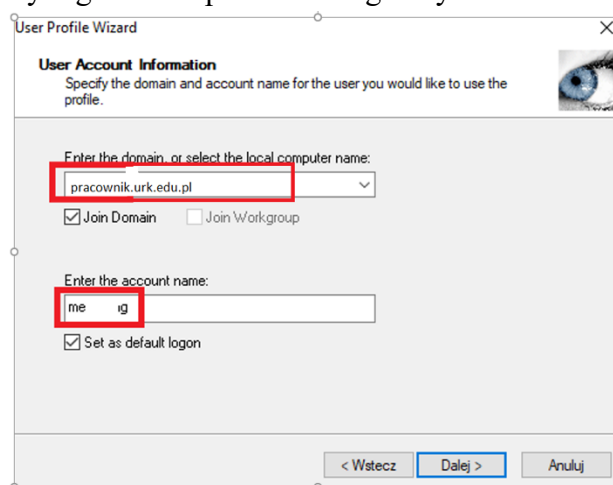 User Profile Wizard
User Account Information
Specify the domain and account name for the user you would like to use the
profile.
Enter the domain, or select the local computer name:
pracownik.urk.edu.pl
Join Domain Join Workgroup
Enter the account name:
me
Set as default logon
< Wstecz Dalej > Anuluj